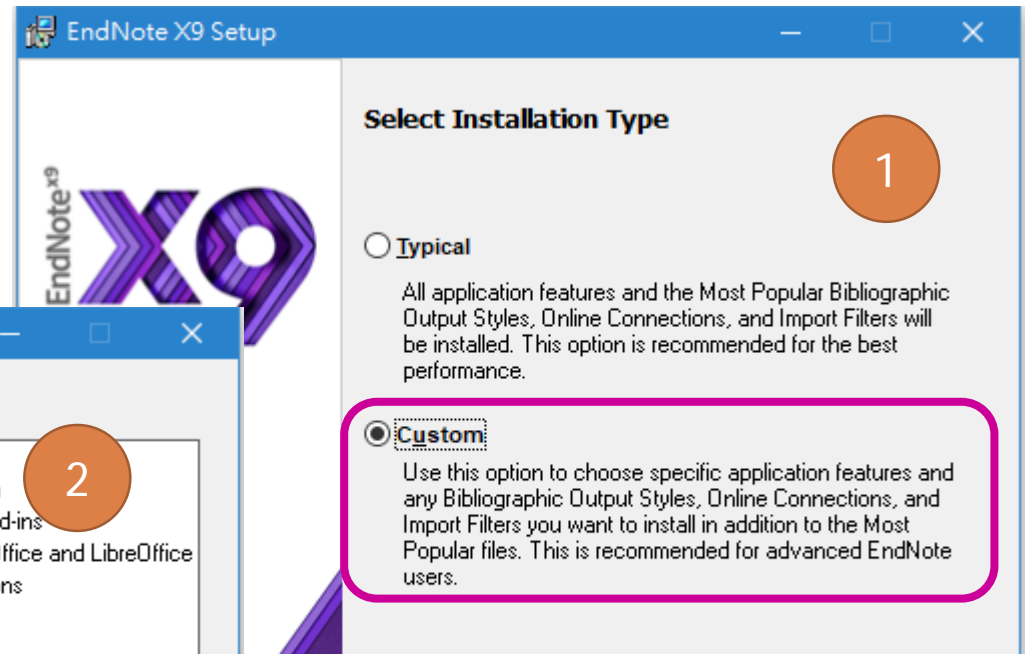 EndNote X9 Setup
Select Installation Type
1
EndNote x9
X9
Typical
All application features and the Most Popular Bibliographic
Output Styles, Online Connections, and Import Filters will
be installed. This option is recommended for the best
performance.
Custom
Use this option to choose specific application features and
any Bibliographic Output Styles, Online Connections, and
Import Filters you want to install in addition to the Most
Popular files. This is recommended for advanced EndNote
users.
2
d-ins
ffice and LibreOffice
ns